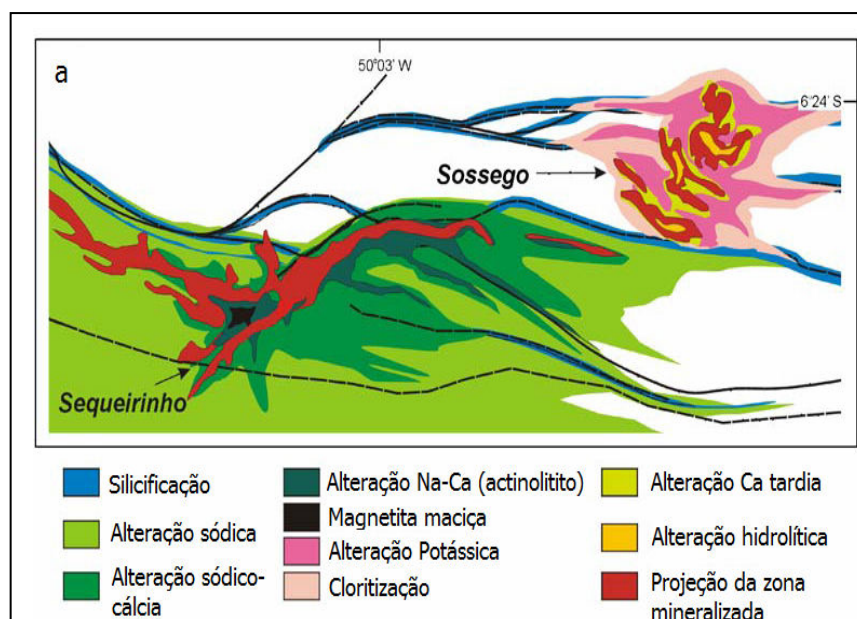 a
50°03' W
6°24' S
Sossego
Sequeirinho
Silicificação
Alteração sódica
Alteração sódico-
cálcia
Alteração Na-Ca (actinolitito)
Magnetita maciça
Alteração Potássica
Cloritização
Alteração Ca tardia
Alteração hidrolítica
Projeção da zona
mineralizada